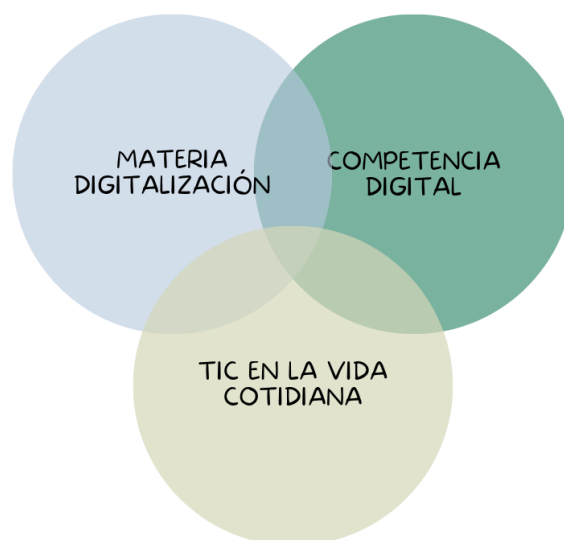 MATERIA
DIGITALIZACIÓN
COMPETENCIA
DIGITAL
TIC EN LA VIDA
COTIDIANA